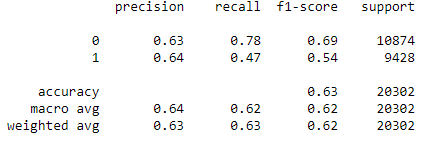 precision recall f1-score support
0 0.63 0.78 0.69 10874
1 0.64 0.47 0.54 9428
accuracy 0.63 20302
macro avg 0.64 0.62 0.62 20302
weighted avg 0.63 0.63 0.62 20302